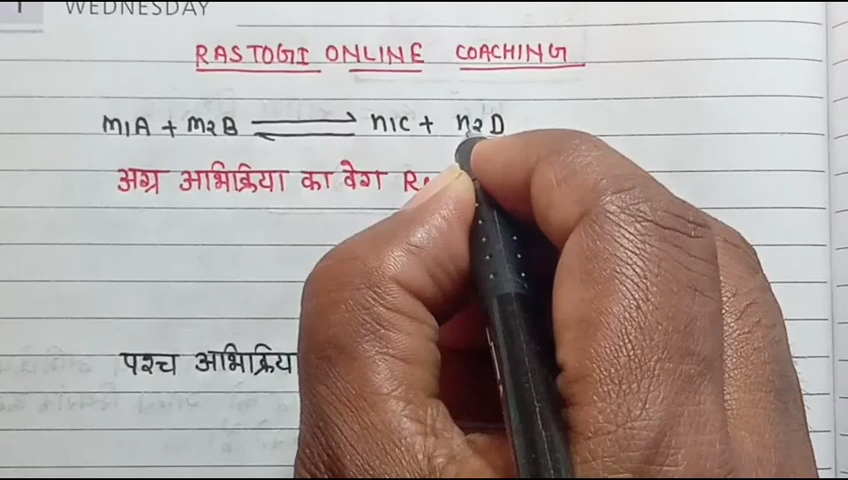 WEDNESDAY
RASTOGI ONLINE COACHING
m1A + m2B ⇌ n1C + n2D
अग्र अभिक्रिया का वेग
पश्च अभिक्रिया